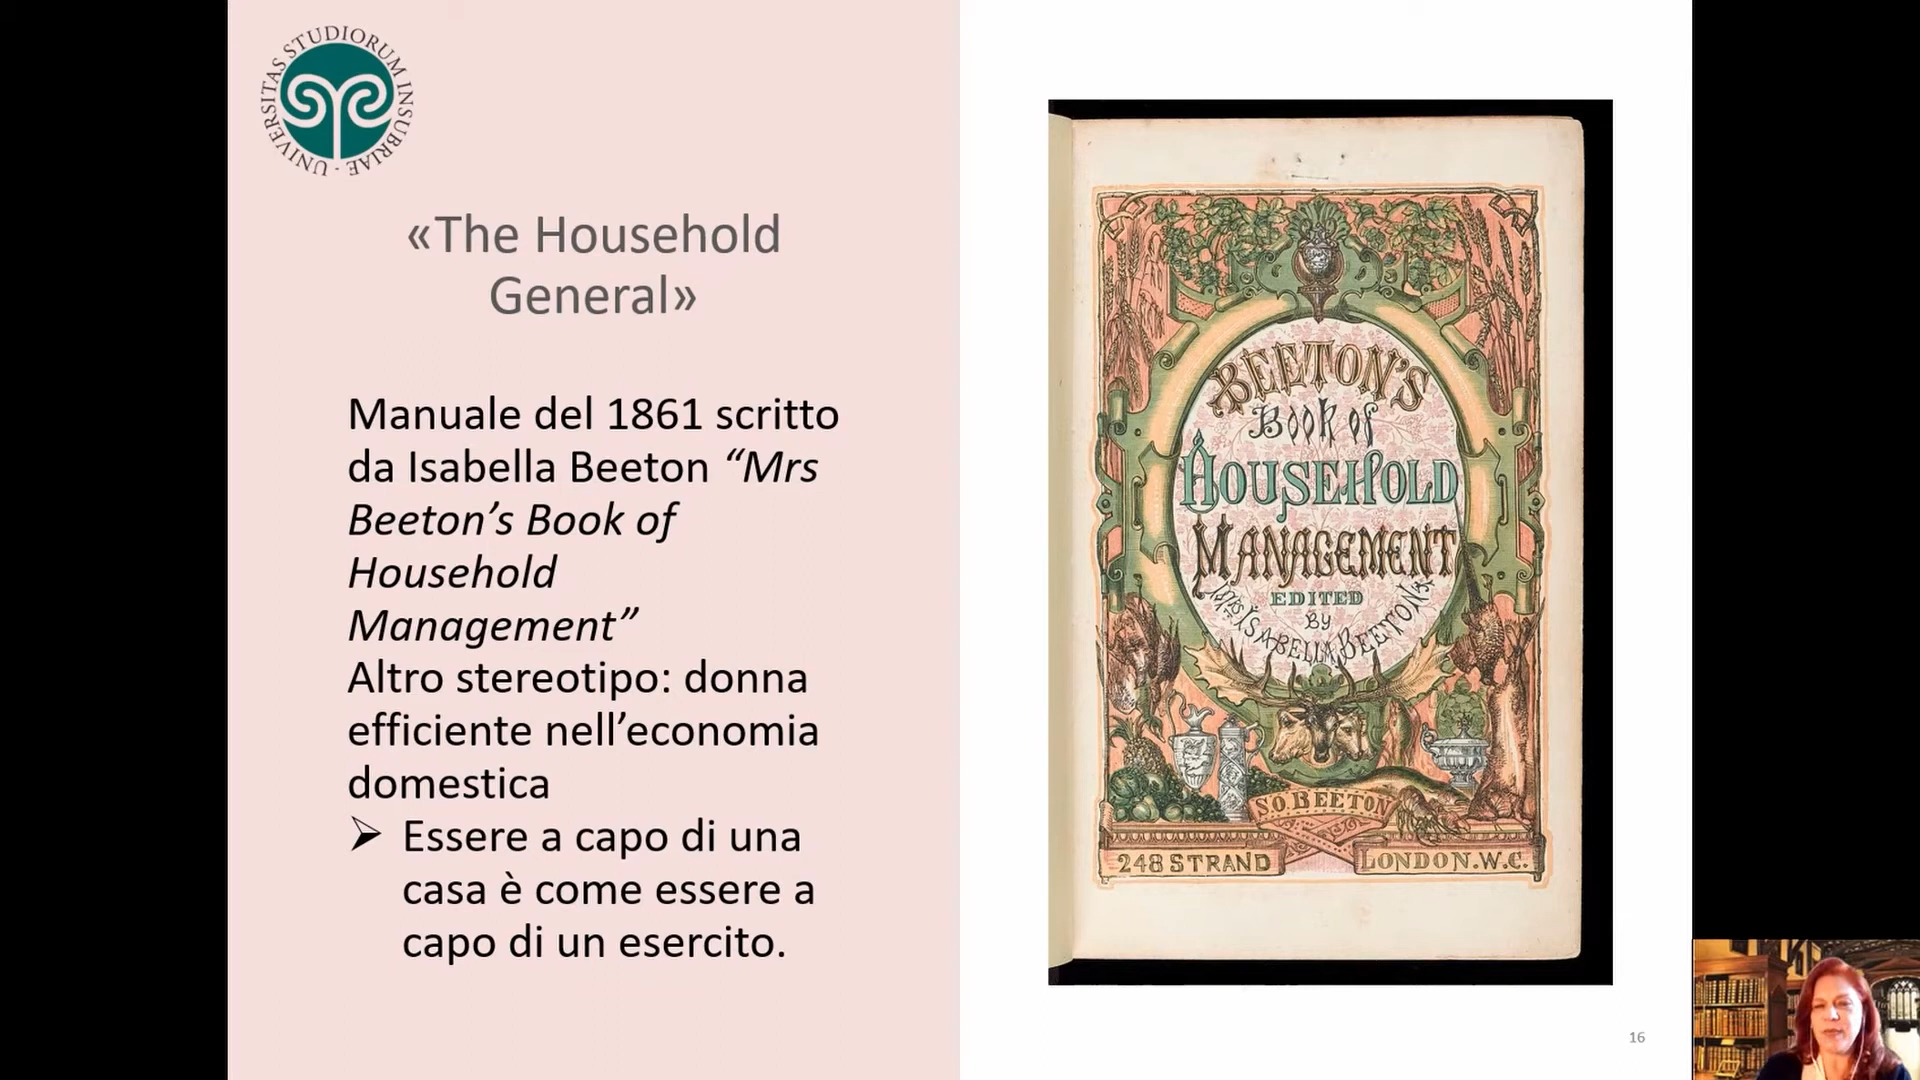 UNIVERSITAS STUDIORUM INSUBRIAE
«The Household
General»
Manuale del 1861 scritto
da Isabella Beeton “Mrs
Beeton’s Book of
Household
Management”
Altro stereotipo: donna
efficiente nell’economia
domestica
➢ Essere a capo di una
casa è come essere a
capo di un esercito.
BEETON'S
Book of
HOUSEHOLD
MANAGEMENT
EDITED
By
MRS ISABELLA BEETON
S.O. BEETON
248 STRAND
LONDON. W.C.
16